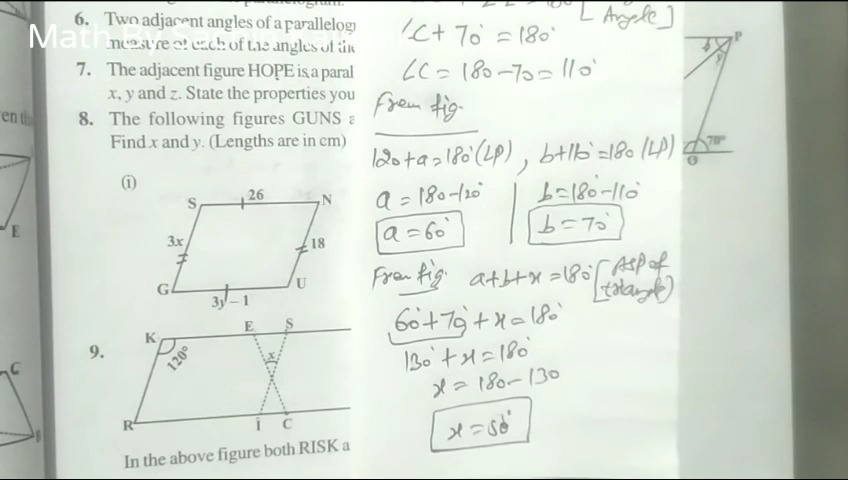 6. Two adjacent angles of a parallelogr
measure of each of the angles of the
7. The adjacent figure HOPE is a paral
x, y and z. State the properties you
8. The following figures GUNS a
Find x and y. (Lengths are in cm)
(i)
S 26 N
3x 18
G 3y – 1 U
9.
K E S
120° x
R I C
In the above figure both RISK a
Math By
en th
E
C
Angle]
∠C + 70° = 180°
∠C = 180 - 70 = 110°
From fig.
120 + a = 180° (LP) , b + 110° = 180 (LP)
a = 180 - 120° b = 180° - 110°
a = 60° b = 70°
From fig. a + b + x = 180° [ASP of
triangle)
60° + 70° + x = 180°
130° + x = 180°
x = 180 - 130
x = 50°
P
y
70°
O